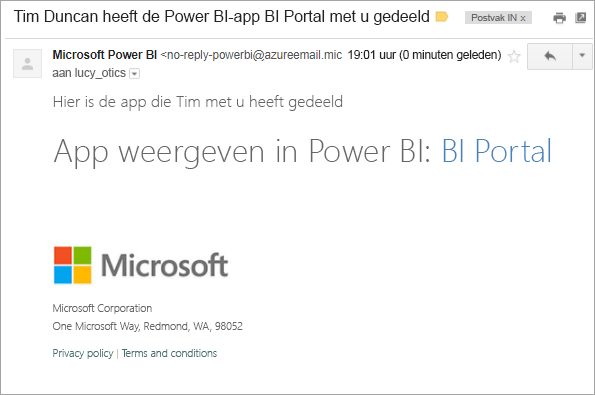 Tim Duncan heeft de Power BI-app BI Portal met u gedeeld Postvak IN x
Microsoft Power BI <no-reply-powerbi@azureemail.mic 19:01 uur (0 minuten geleden)
aan lucy_otics
Hier is de app die Tim met u heeft gedeeld
App weergeven in Power BI: BI Portal
Microsoft
Microsoft Corporation
One Microsoft Way, Redmond, WA, 98052
Privacy policy | Terms and conditions